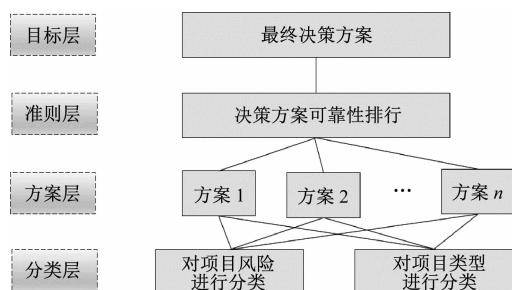 目标层
最终决策方案
准则层
决策方案可靠性排行
方案层
方案 1
方案 2
…
方案 n
分类层
对项目风险
进行分类
对项目类型
进行分类